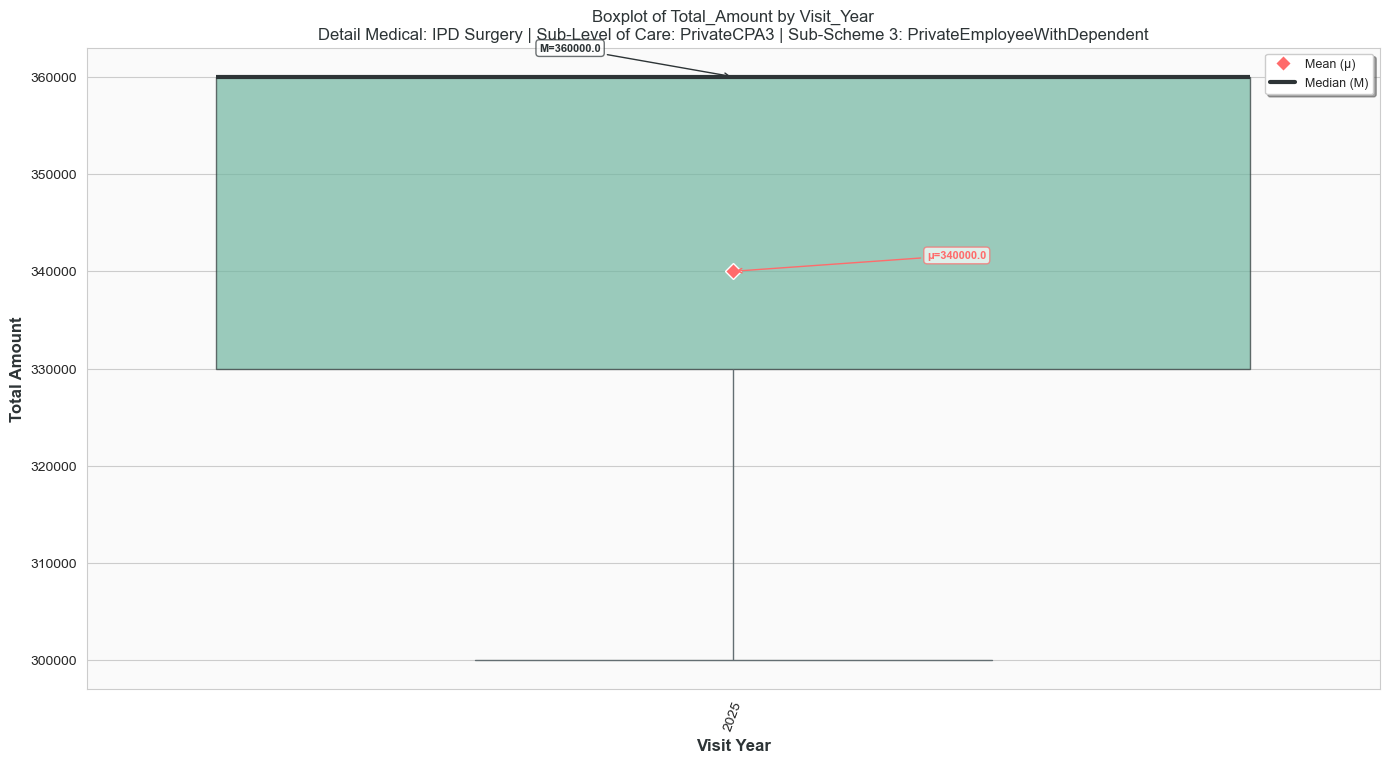 Boxplot of Total_Amount by Visit_Year
Detail Medical: IPD Surgery | Sub-Level of Care: PrivateCPA3 | Sub-Scheme 3: PrivateEmployeeWithDependent
M=360000.0
Mean (μ)
Median (M)
360000
350000
340000
330000
320000
310000
300000
μ=340000.0
Total Amount
2025
Visit Year